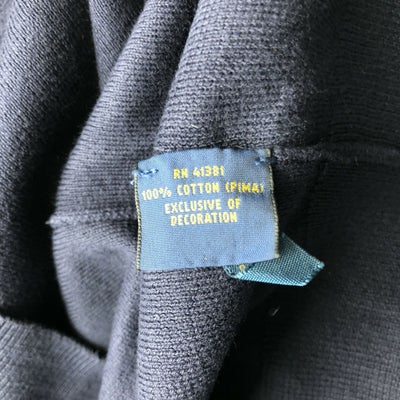 RN 41381
100% COTTON (PIMA)
EXCLUSIVE OF
DECORATION